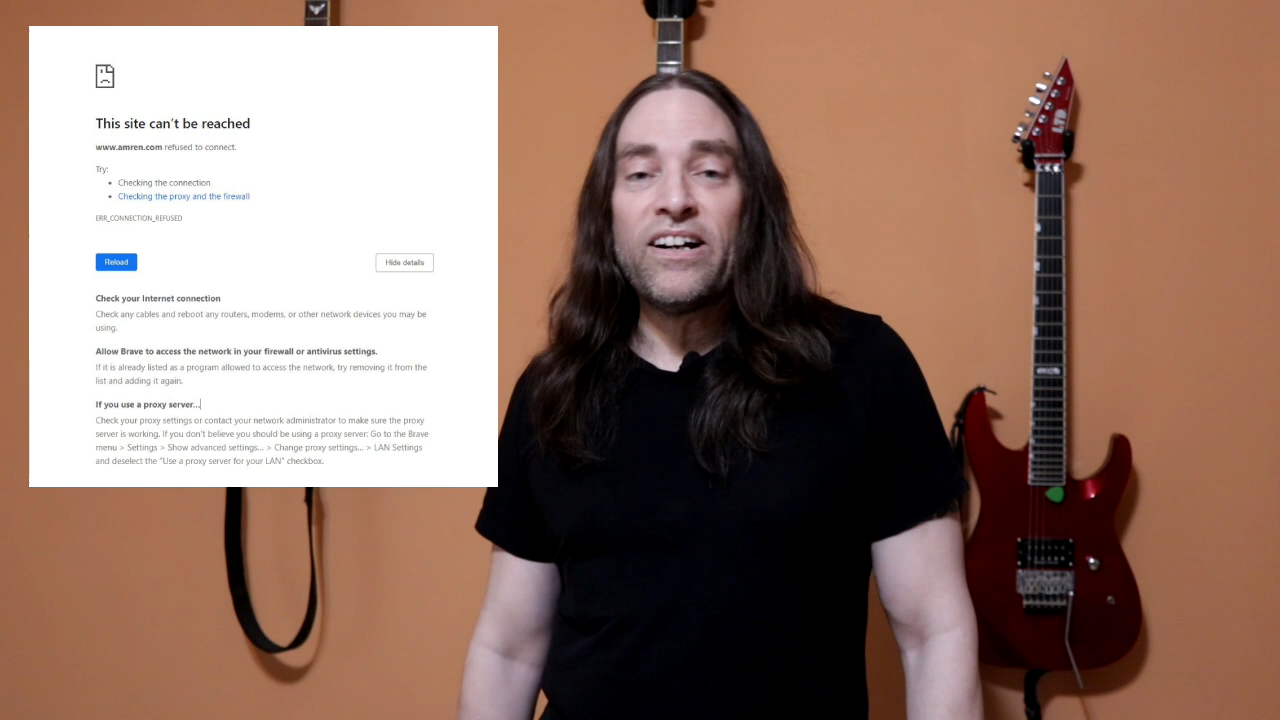 This site can't be reached
www.amren.com refused to connect.
Try:
• Checking the connection
• Checking the proxy and the firewall
ERR_CONNECTION_REFUSED
Reload
Hide details
Check your Internet connection
Check any cables and reboot any routers, modems, or other network devices you may be
using.
Allow Brave to access the network in your firewall or antivirus settings.
If it is already listed as a program allowed to access the network, try removing it from the
list and adding it again.
If you use a proxy server...
Check your proxy settings or contact your network administrator to make sure the proxy
server is working. If you don't believe you should be using a proxy server: Go to the Brave
menu > Settings > Show advanced settings... > Change proxy settings... > LAN Settings
and deselect the "Use a proxy server for your LAN" checkbox.
LTD